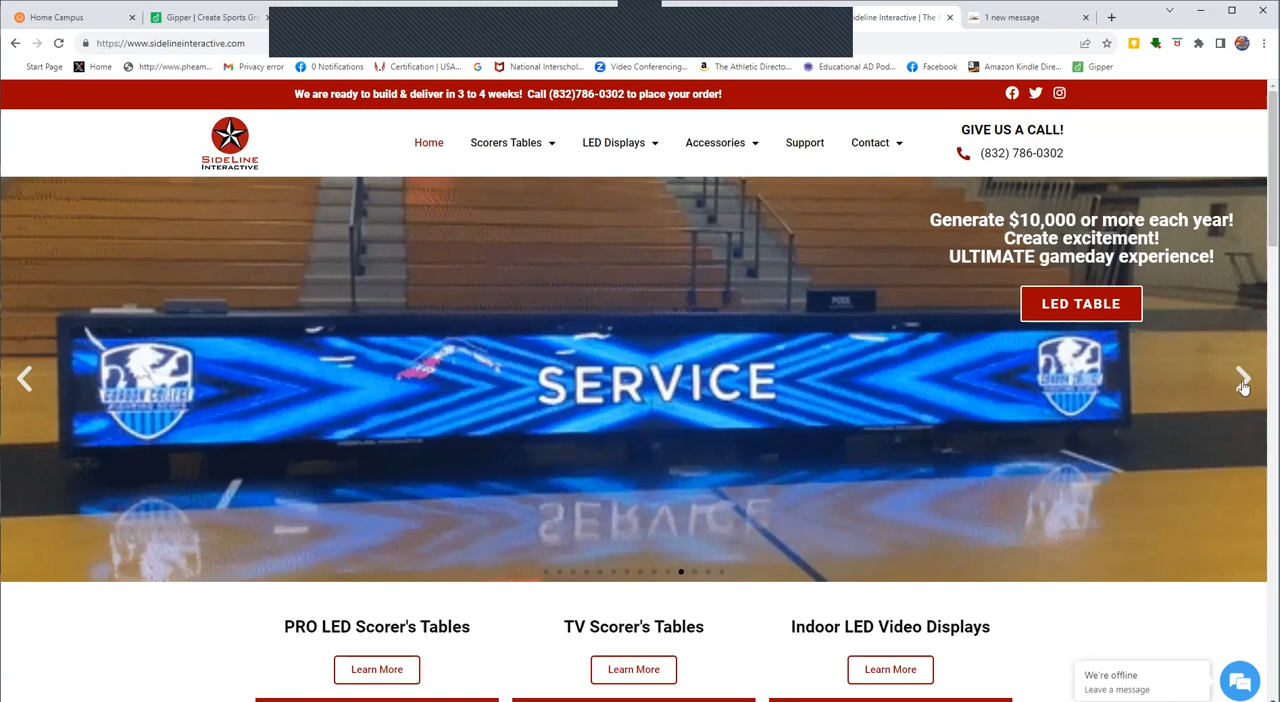 Home Campus
Gipper | Create Sports Gr
ideline Interactive | The
1 new message
https://www.sidelineinteractive.com
Start Page
Home
http://www.pheam...
Privacy error
0 Notifications
Certification | USA...
National Interschol...
Video Conferencing...
The Athletic Directo...
Educational AD Pod...
Facebook
Amazon Kindle Dire...
Gipper
We are ready to build & deliver in 3 to 4 weeks! Call (832)786-0302 to place your order!
SIDELINE
INTERACTIVE
Home
Scorers Tables
LED Displays
Accessories
Support
Contact
GIVE US A CALL!
(832) 786-0302
Generate $10,000 or more each year!
Create excitement!
ULTIMATE gameday experience!
LED TABLE
POSS
SERVICE
GORDON COLLEGE
FIGHTING SCOTS
PRO LED Scorer's Tables
TV Scorer's Tables
Indoor LED Video Displays
Learn More
Learn More
Learn More
We're offline
Leave a message